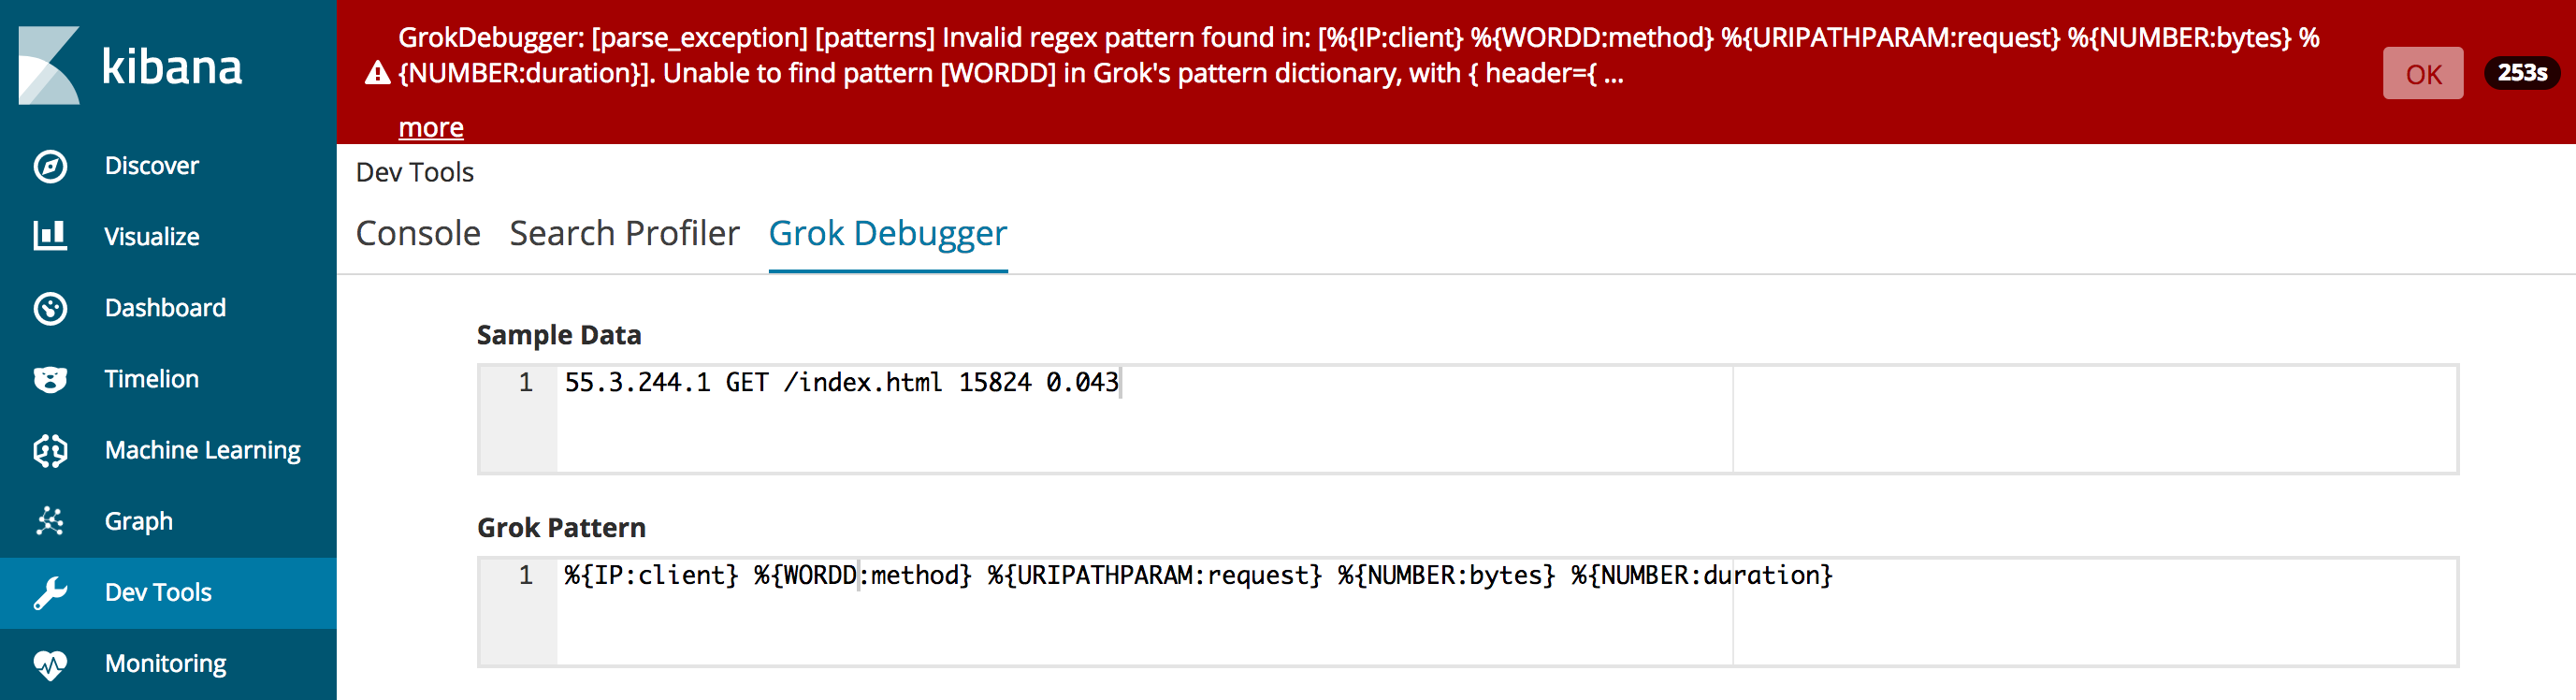 kibana
GrokDebugger: [parse_exception] [patterns] Invalid regex pattern found in: [%{IP:client} %{WORDD:method} %{URIPATHPARAM:request} %{NUMBER:bytes} %
{NUMBER:duration}]. Unable to find pattern [WORDD] in Grok's pattern dictionary, with { header={ ...
more
OK
253s
Discover
Visualize
Dashboard
Timelion
Machine Learning
Graph
Dev Tools
Monitoring
Dev Tools
Console Search Profiler Grok Debugger
Sample Data
1 55.3.244.1 GET /index.html 15824 0.043
Grok Pattern
1 %{IP:client} %{WORDD:method} %{URIPATHPARAM:request} %{NUMBER:bytes} %{NUMBER:duration}